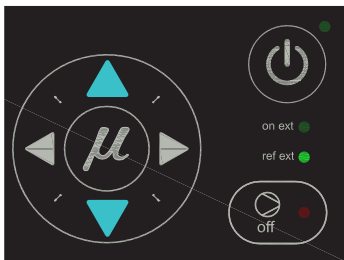 µ
on ext
ref ext
off